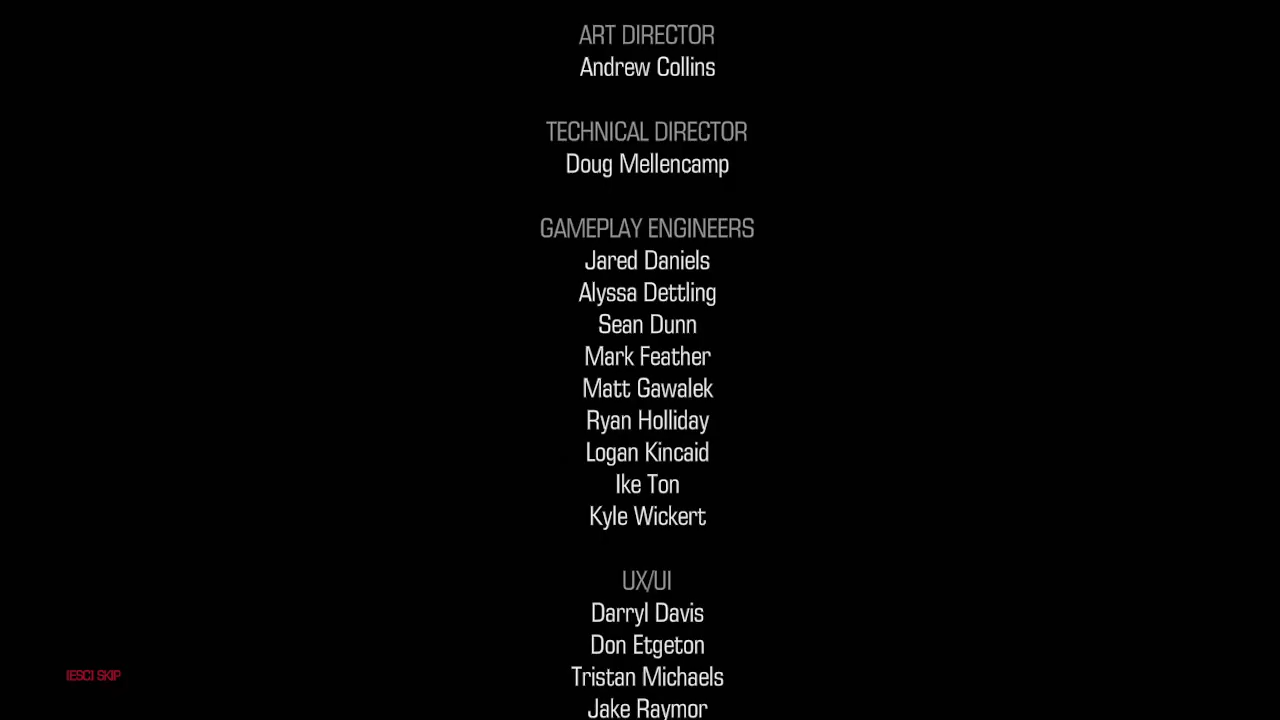 ART DIRECTOR
Andrew Collins
TECHNICAL DIRECTOR
Doug Mellencamp
GAMEPLAY ENGINEERS
Jared Daniels
Alyssa Dettling
Sean Dunn
Mark Feather
Matt Gawalek
Ryan Holliday
Logan Kincaid
Ike Ton
Kyle Wickert
UX/UI
Darryl Davis
Don Etgeton
Tristan Michaels
Jake Raymor
[ESC] SKIP